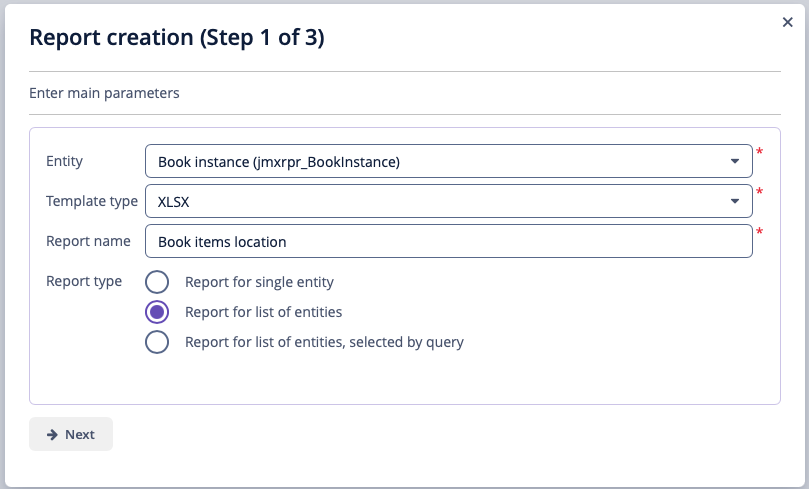 Report creation (Step 1 of 3)
Enter main parameters
Entity Book instance (jmxrpr_BookInstance) *
Template type XLSX *
Report name Book items location *
Report type Report for single entity
Report for list of entities
Report for list of entities, selected by query
Next